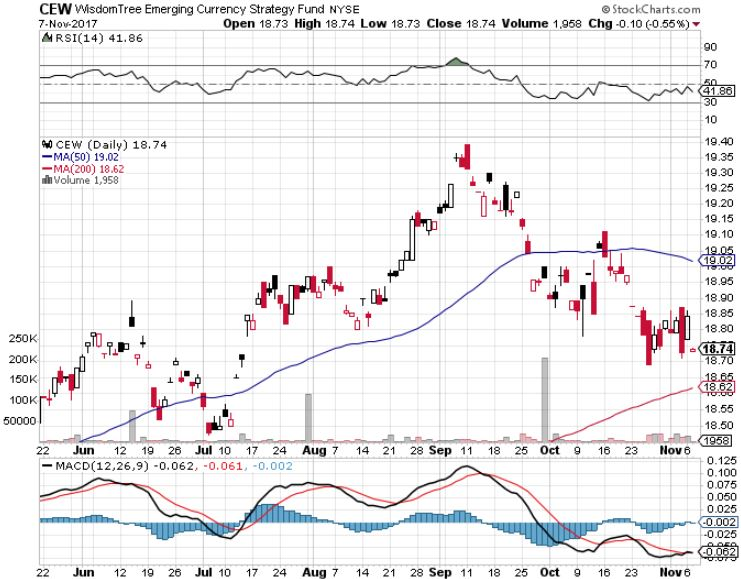 CEW WisdomTree Emerging Currency Strategy Fund NYSE © StockCharts.com
7-Nov-2017 Open 18.73 High 18.74 Low 18.73 Close 18.74 Volume 1,958 Chg -0.10 (-0.55%)
RSI(14) 41.86
90
70
50
41.86
30
10
CEW (Daily) 18.74
MA(50) 19.02
MA(200) 18.62
Volume 1,958
19.40
19.35
19.30
19.25
19.20
19.15
19.10
19.05
19.02
18.95
18.90
18.85
18.80
18.74
18.70
18.65
18.62
18.55
18.50
250K
200K
150K
100K
50000
1958
22 Jun 12 19 26 Jul 10 17 24 Aug 7 14 21 28 Sep 11 18 25 Oct 9 16 23 Nov 6
MACD(12,26,9) -0.062, -0.061, -0.002
0.125
0.100
0.075
0.050
0.025
-0.002
-0.062
22 Jun 12 19 26 Jul 10 17 24 Aug 7 14 21 28 Sep 11 18 25 Oct 9 16 23 Nov 6